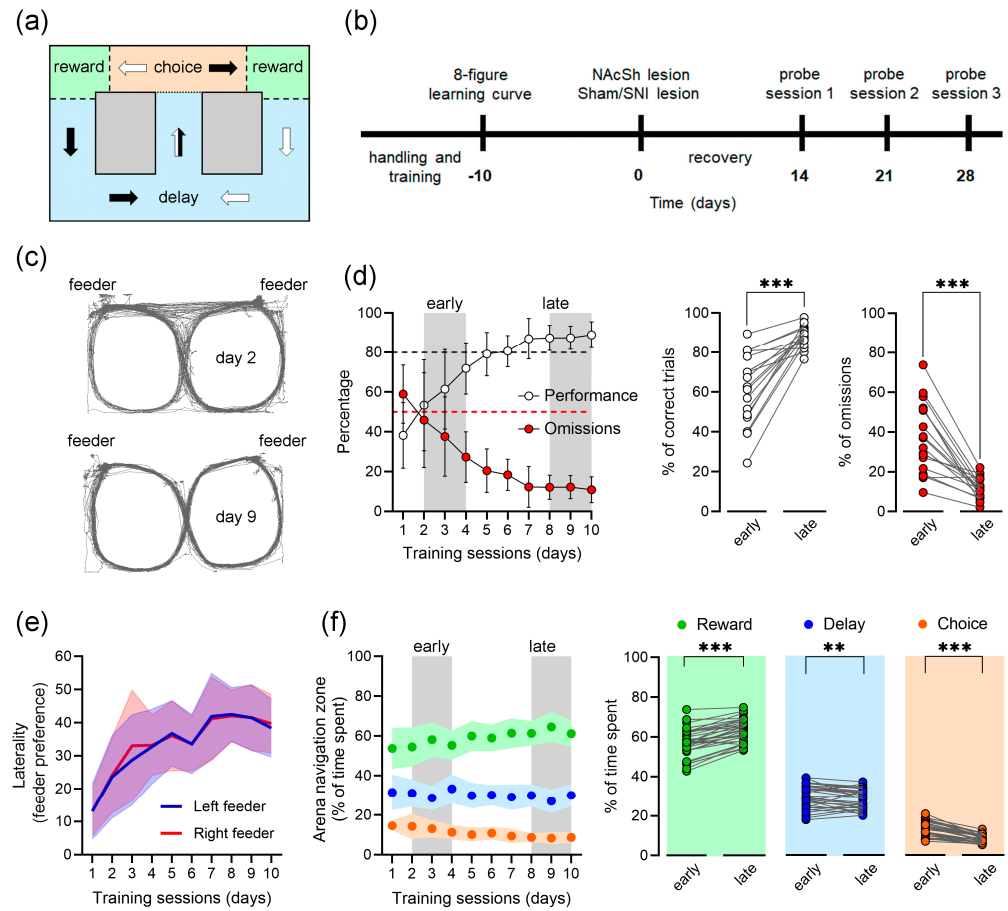 (a)
reward
choice
reward
delay
(b)
8-figure
learning curve
NAcSh lesion
Sham/SNI lesion
probe
session 1
probe
session 2
probe
session 3
handling and
training
-10
0
recovery
14
21
28
Time (days)
(c)
feeder
feeder
day 2
feeder
feeder
day 9
(d)
early
late
100
80
60
40
20
0
Percentage
Performance
Omissions
1 2 3 4 5 6 7 8 9 10
Training sessions (days)
***
100
80
60
40
20
0
% of correct trials
early
late
***
100
80
60
40
20
0
% of omissions
early
late
(e)
60
50
40
30
20
10
0
Laterality
(feeder preference)
Left feeder
Right feeder
1 2 3 4 5 6 7 8 9 10
Training sessions (days)
(f)
early
late
100
80
60
40
20
0
Arena navigation zone
(% of time spent)
1 2 3 4 5 6 7 8 9 10
Training sessions (days)
Reward
Delay
Choice
***
**
***
100
80
60
40
20
0
% of time spent
early
late
early
late
early
late